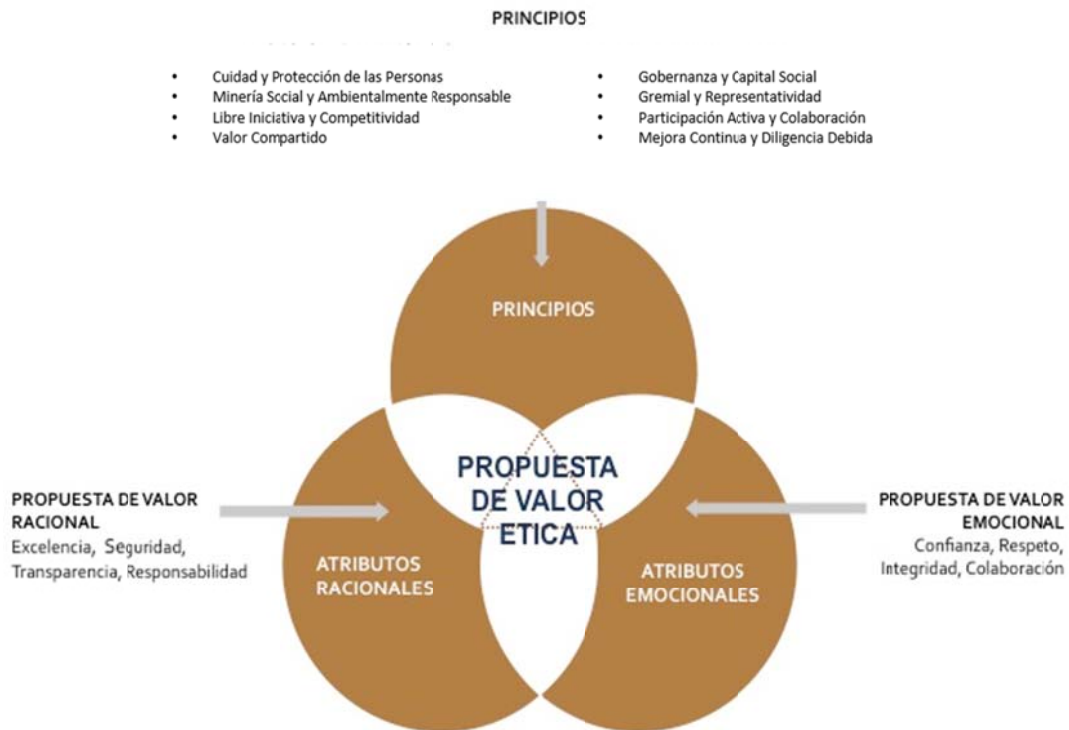 PRINCIPIOS
• Cuidad y Protección de las Personas
• Minería Social y Ambientalmente Responsable
• Libre Iniciativa y Competitividad
• Valor Compartido
• Gobernanza y Capital Social
• Gremial y Representatividad
• Participación Activa y Colaboración
• Mejora Continua y Diligencia Debida
PRINCIPIOS
PROPUESTA
DE VALOR
ETICA
PROPUESTA DE VALOR
RACIONAL
Excelencia, Seguridad,
Transparencia, Responsabilidad
ATRIBUTOS
RACIONALES
ATRIBUTOS
EMOCIONALES
PROPUESTA DE VALOR
EMOCIONAL
Confianza, Respeto,
Integridad, Colaboración